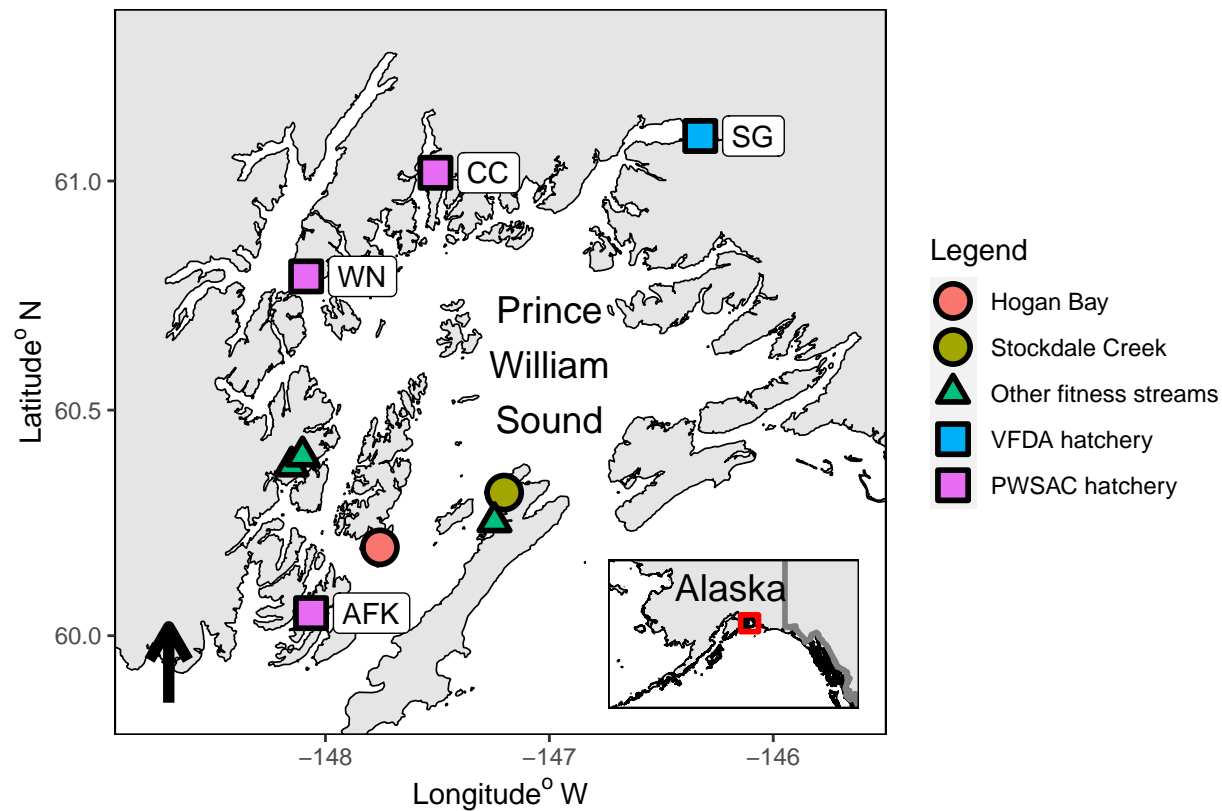 SG
CC
WN
Prince
William
Sound
AFK
Alaska
61.0
60.5
60.0
Latitude° N
−148
−147
−146
Longitude° W
Legend
Hogan Bay
Stockdale Creek
Other fitness streams
VFDA hatchery
PWSAC hatchery